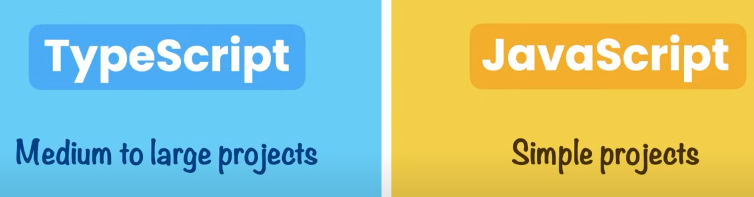 TypeScript
Medium to large projects
JavaScript
Simple projects